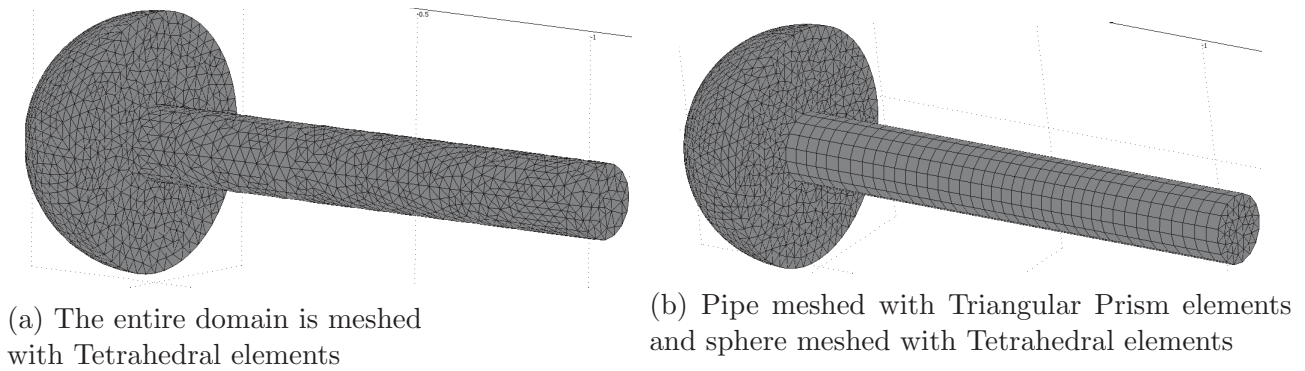 -0.5
-1
-1
(a) The entire domain is meshed
with Tetrahedral elements
(b) Pipe meshed with Triangular Prism elements
and sphere meshed with Tetrahedral elements